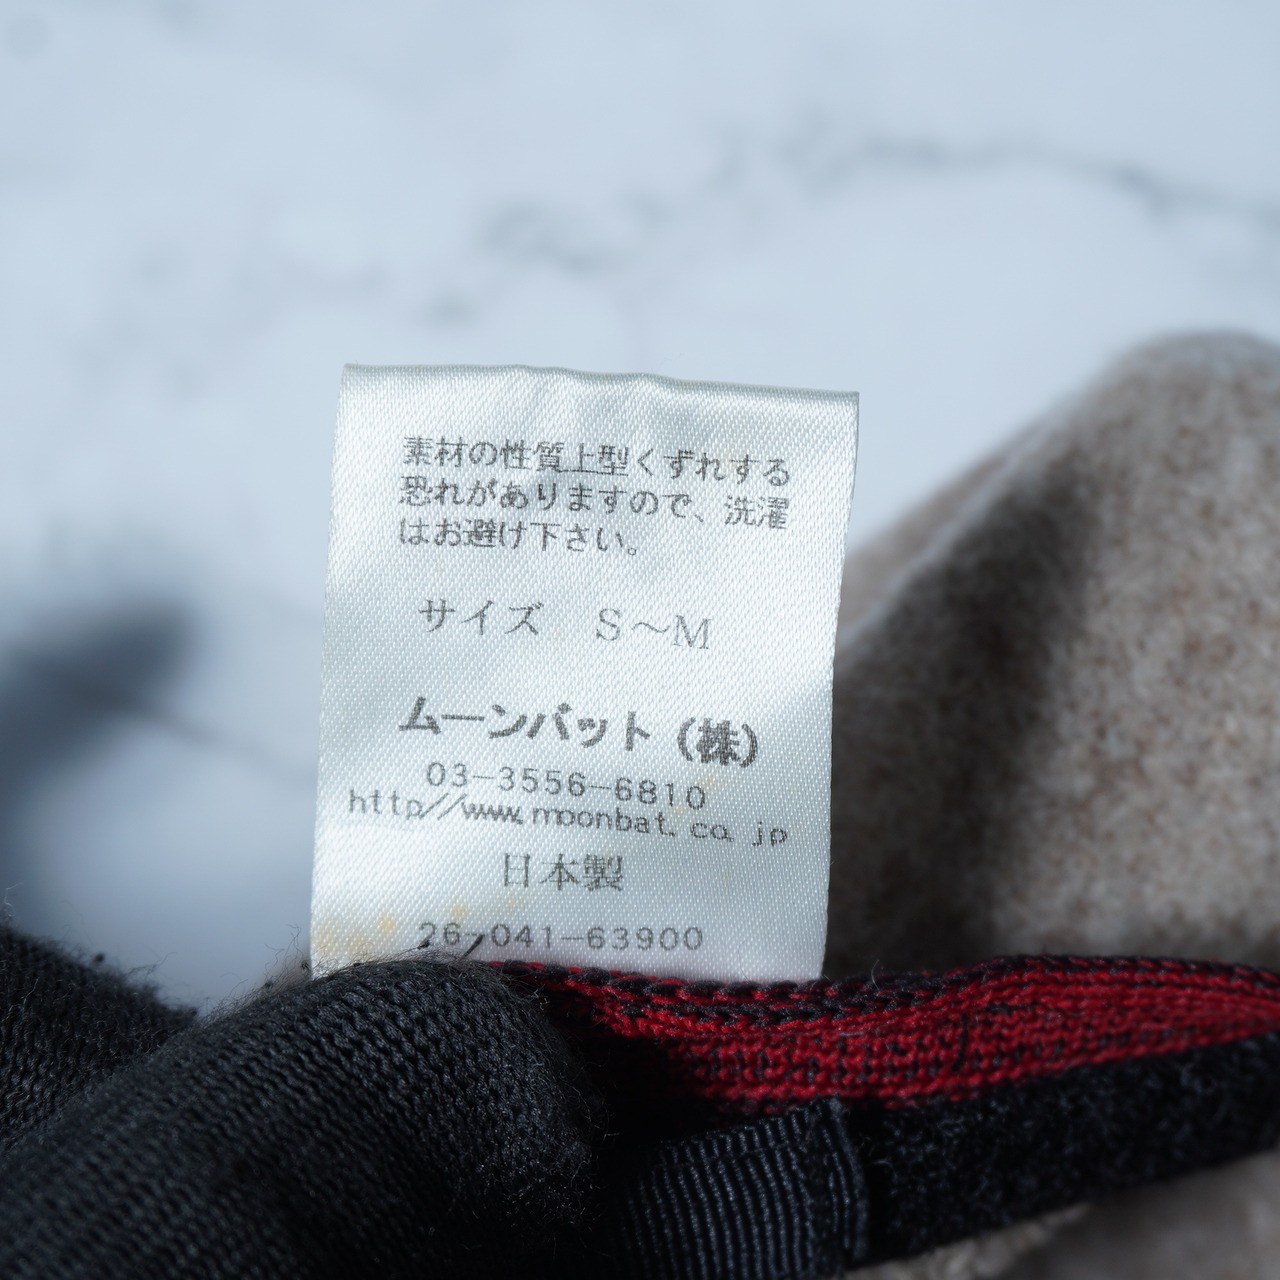 素材の性質上型くずれする
恐れがありますので、洗濯
はお避け下さい。
サイズ S〜M
ムーンバット(株)
03-3556-6810
http//www.moonbat.co.jp
日本製
26-041-63900